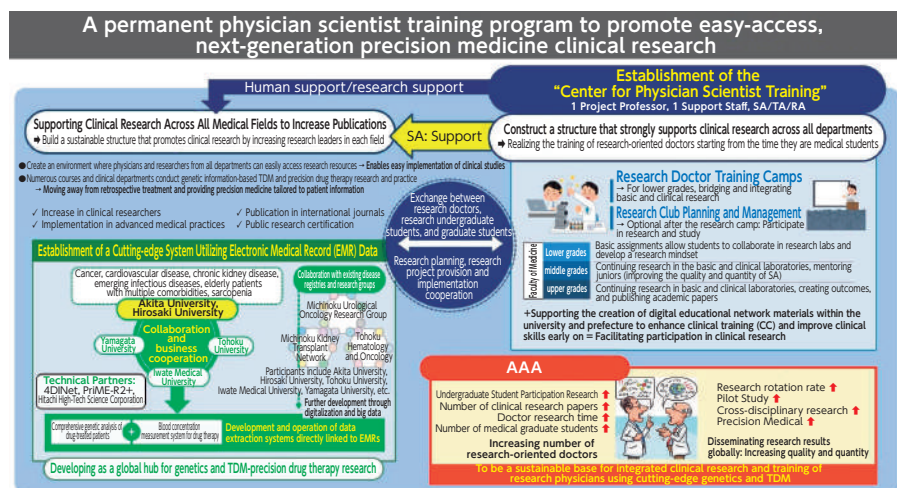 A permanent physician scientist training program to promote easy-access,
next-generation precision medicine clinical research
Human support/research support
Establishment of the
"Center for Physician Scientist Training"
1 Project Professor, 1 Support Staff, SA/TA/RA
Supporting Clinical Research Across All Medical Fields to Increase Publications
➡ Build a sustainable structure that promotes clinical research by increasing research leaders in each field
SA: Support
Construct a structure that strongly supports clinical research across all departments
➡ Realizing the training of research-oriented doctors starting from the time they are medical students
●Create an environment where physicians and researchers from all departments can easily access research resources → Enables easy implementation of clinical studies
●Numerous courses and clinical departments conduct genetic information-based TDM and precision drug therapy research and practice
→ Moving away from retrospective treatment and providing precision medicine tailored to patient information
✓ Increase in clinical researchers
✓ Implementation in advanced medical practices
✓ Publication in international journals
✓ Public research certification
Exchange between
research doctors,
research undergraduate
students, and graduate students
Research planning, research
project provision and
implementation
cooperation
Research Doctor Training Camps
→ For lower grades, bridging and integrating
basic and clinical research
Research Club Planning and Management
→ Optional after the research camp: Participate
in research and study
Faculty of Medicine
Lower grades
Basic assignments allow students to collaborate in research labs and
develop a research mindset
middle grades
Continuing research in the basic and clinical laboratories, mentoring
juniors (improving the quality and quantity of SA)
upper grades
Continuing research in basic and clinical laboratories, creating outcomes,
and publishing academic papers
+Supporting the creation of digital educational network materials within the
university and prefecture to enhance clinical training (CC) and improve clinical
skills early on = Facilitating participation in clinical research
Establishment of a Cutting-edge System Utilizing Electronic Medical Record (EMR) Data
Cancer, cardiovascular disease, chronic kidney disease,
emerging infectious diseases, elderly patients
with multiple comorbidities, sarcopenia
Akita University,
Hirosaki University
Collaboration
and
business
cooperation
Yamagata
University
Tohoku
University
Iwate Medical
University
Technical Partners:
4DINet, PriME-R2+,
Hitachi High-Tech Science Corporation
Collaboration with existing disease
registries and research groups
Michinoku Urological
Oncology Research Group
Michinoku Kidney
Transplant
Network
Tohoku
Hematology
and Oncology
Participants include Akita University,
Hirosaki University, Tohoku University,
Iwate Medical University, Yamagata University, etc.
Further development through
digitalization and big data
Comprehensive genetic analysis of
drug-treated patients
+
Blood concentration
measurement system for drug therapy
Development and operation of data
extraction systems directly linked to EMRs
Developing as a global hub for genetics and TDM-precision drug therapy research
AAA
Undergraduate Student Participation Research ⬆
Number of clinical research papers ⬆
Doctor research time ⬆
Number of medical graduate students ⬆
Increasing number of
research-oriented doctors
Research rotation rate ⬆
Pilot Study ⬆
Cross-disciplinary research ⬆
Precision Medical ⬆
Disseminating research results
globally: Increasing quality and quantity
To be a sustainable base for integrated clinical research and training of
research physicians using cutting-edge genetics and TDM